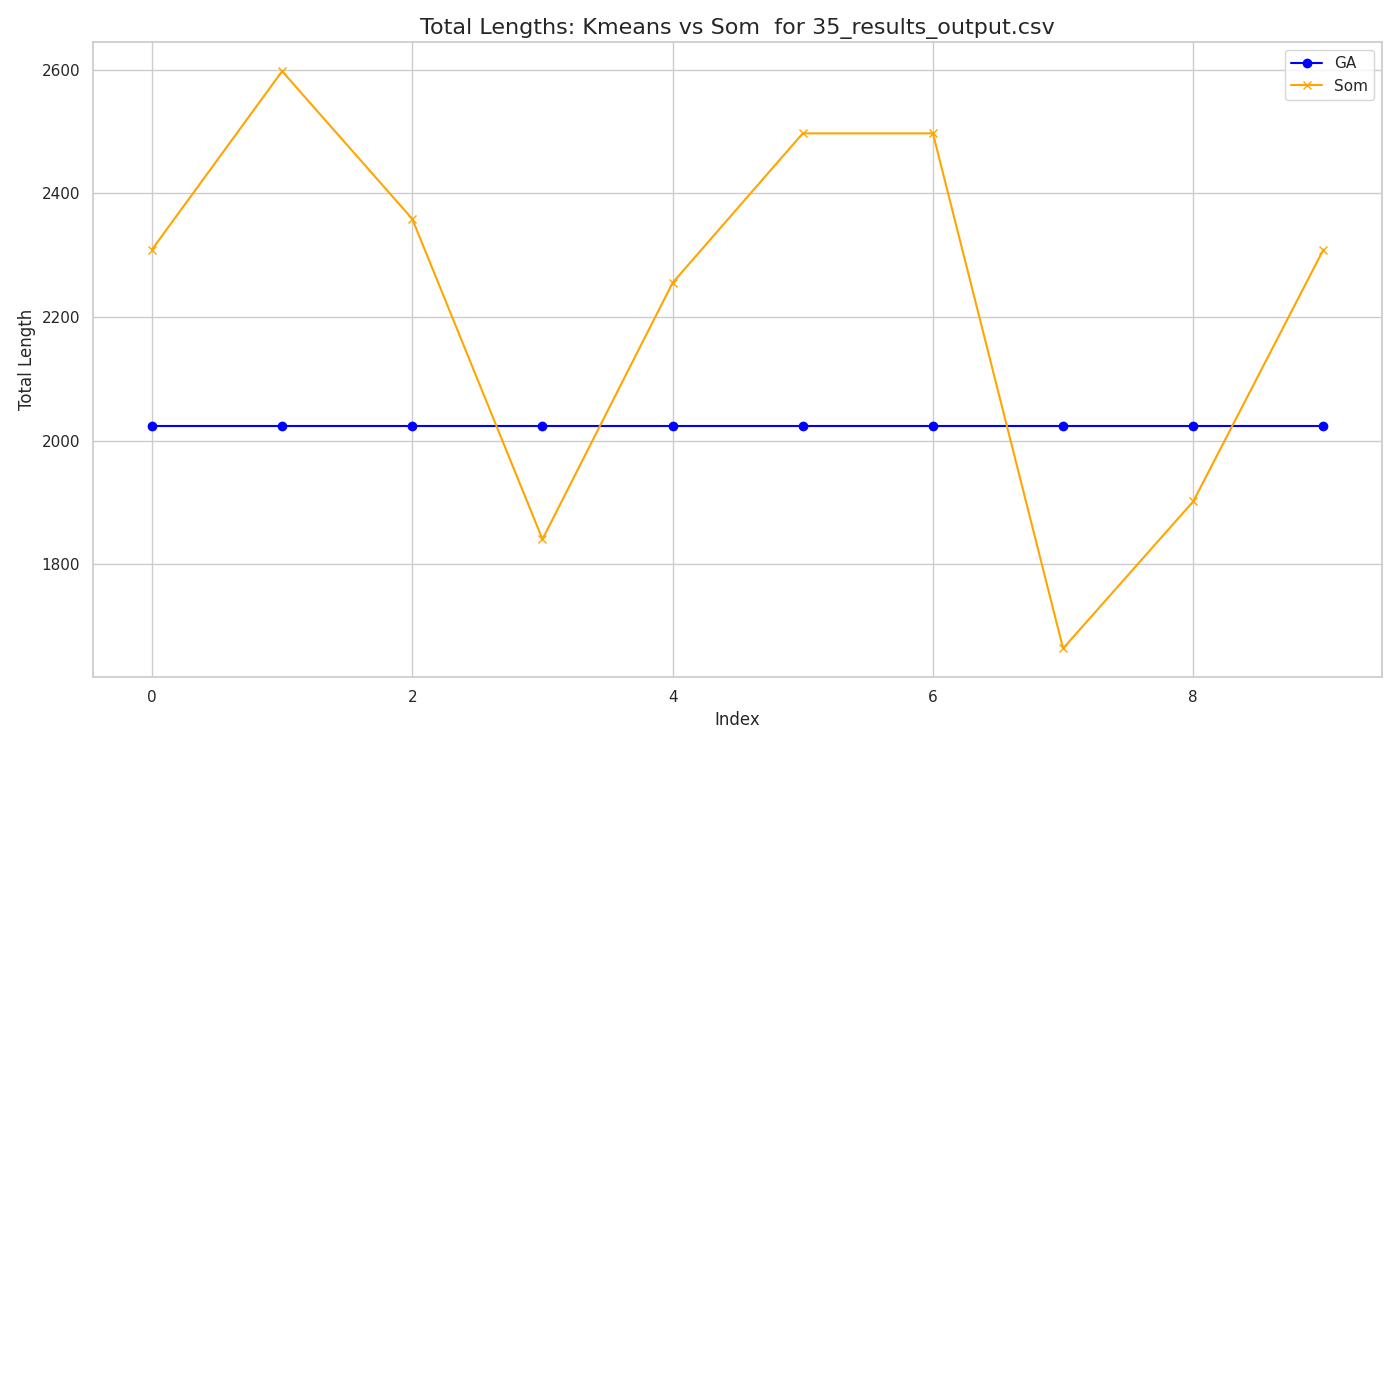 Total Lengths: Kmeans vs Som  for 35_results_output.csv
GA
Som
2600
2400
2200
2000
1800
Total Length
0
2
4
6
8
Index